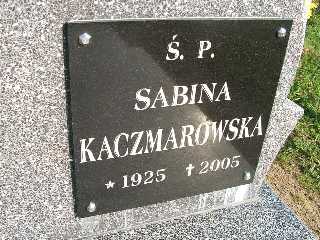 Ś. P.
SABINA
KACZMAROWSKA
★ 1925 ✝ 2005